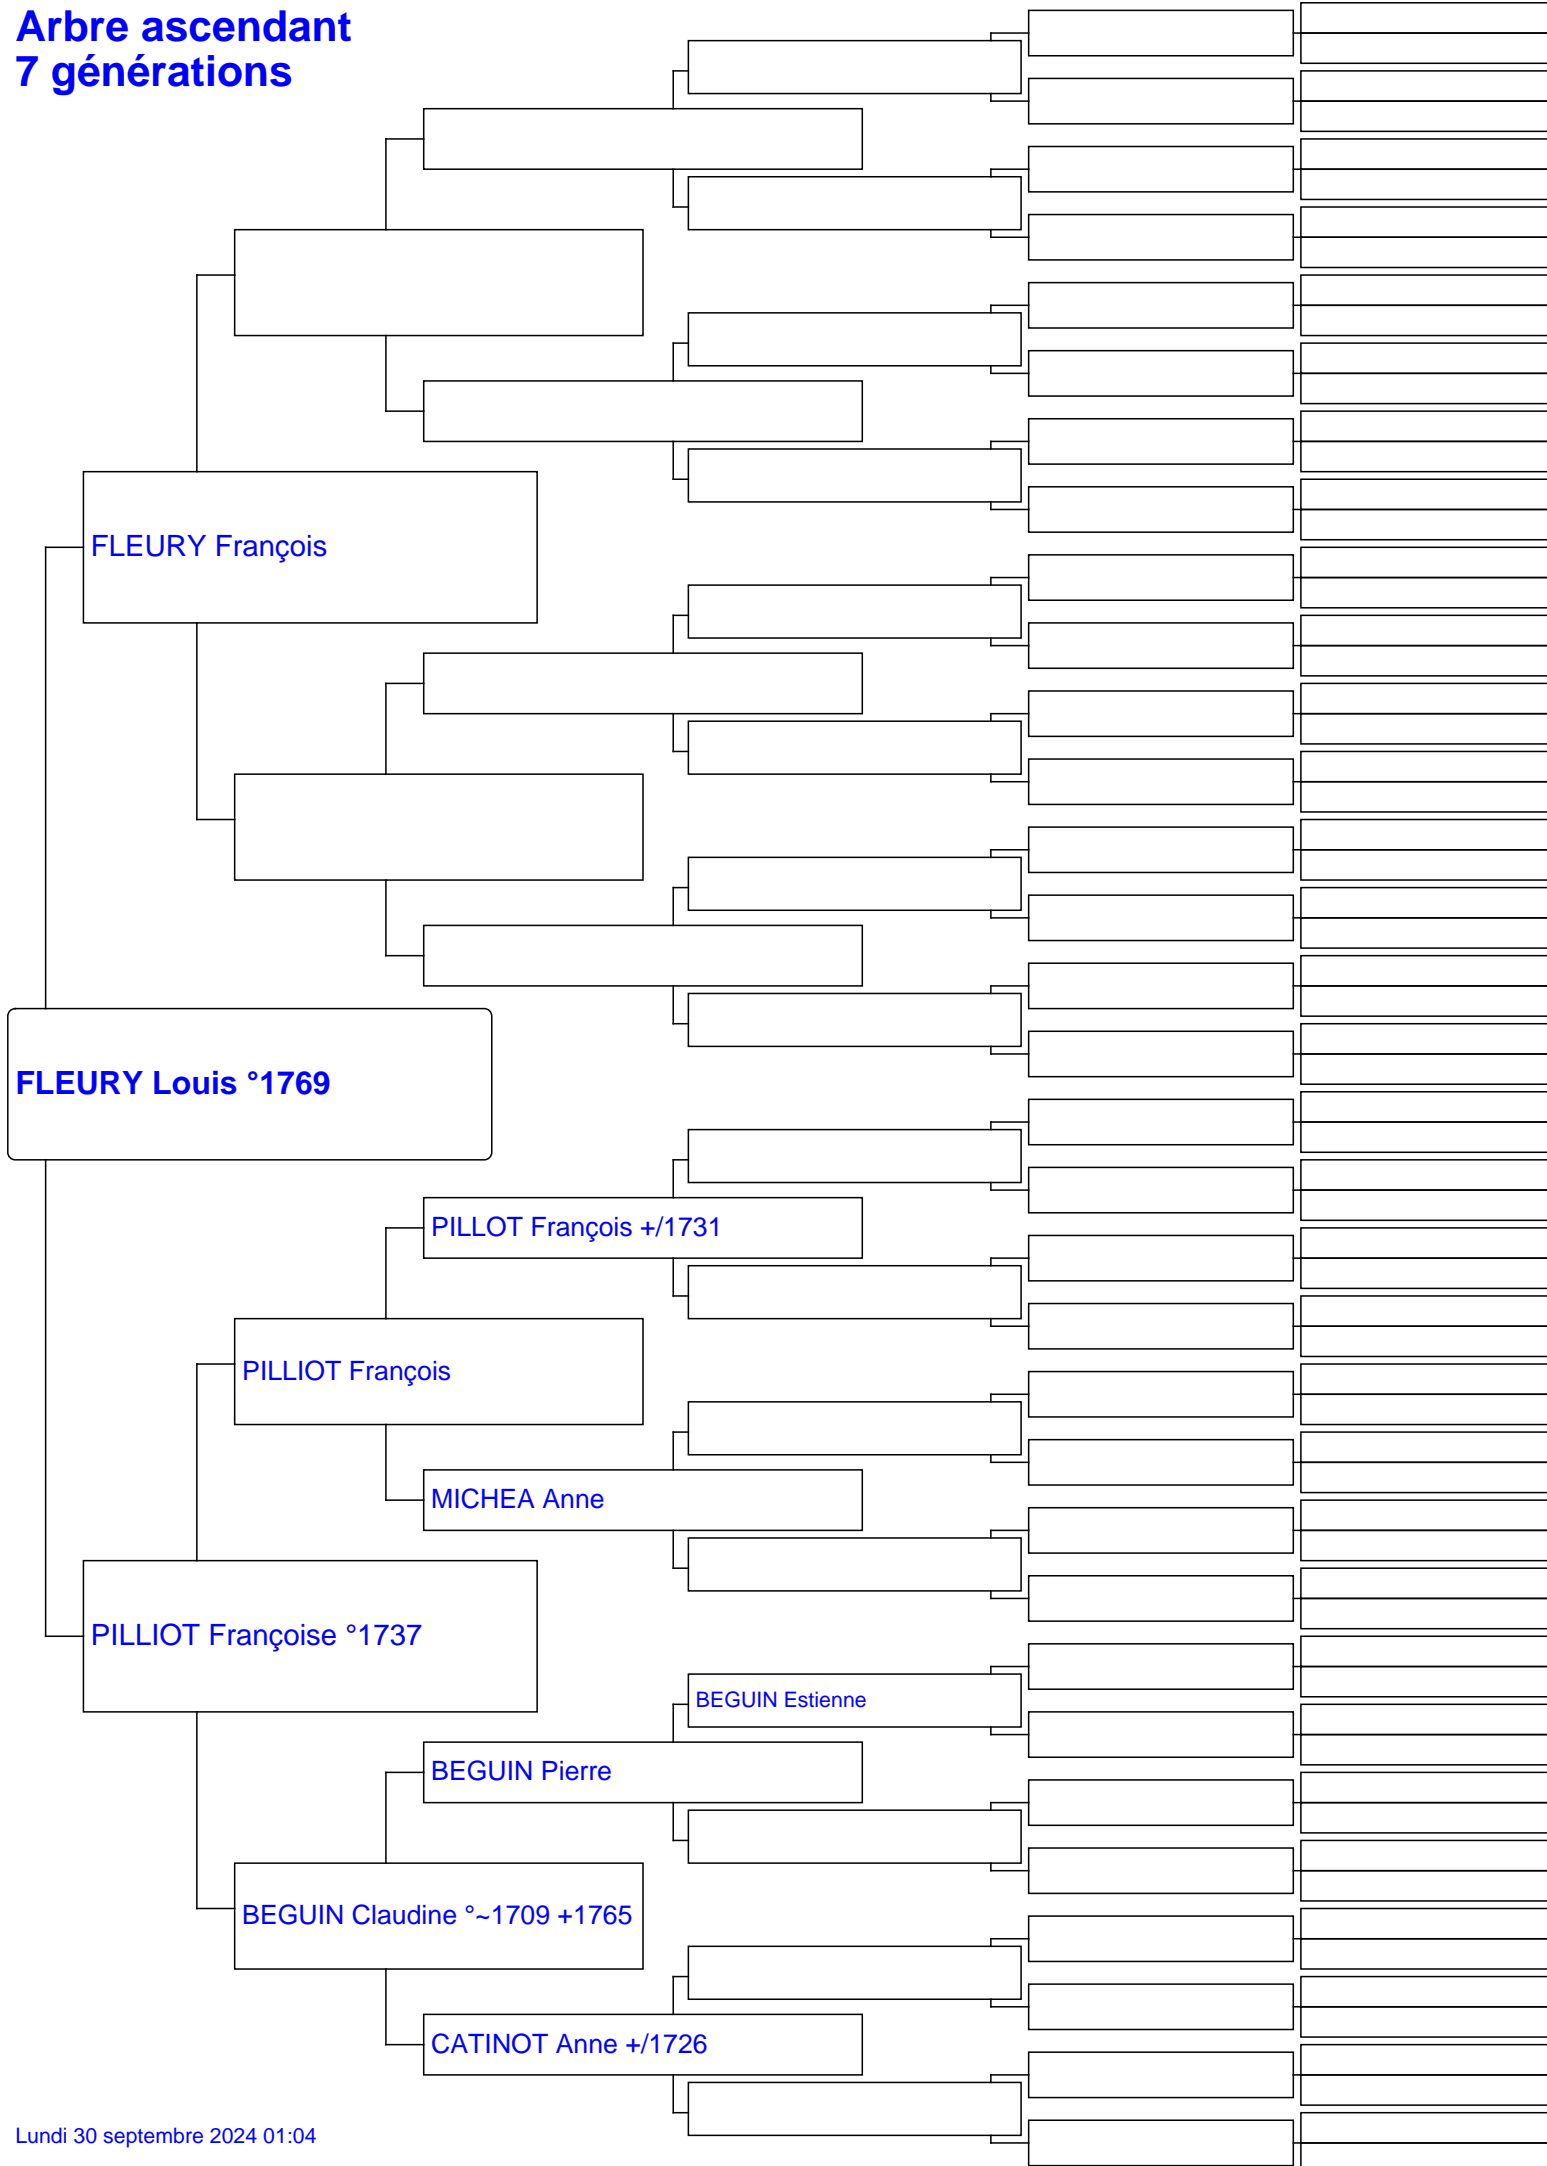 Arbre ascendant
7 générations
FLEURY François
FLEURY Louis °1769
PILLOT François +/1731
PILLIOT François
MICHEA Anne
PILLIOT Françoise °1737
BEGUIN Estienne
BEGUIN Pierre
BEGUIN Claudine °~1709 +1765
CATINOT Anne +/1726
Lundi 30 septembre 2024 01:04